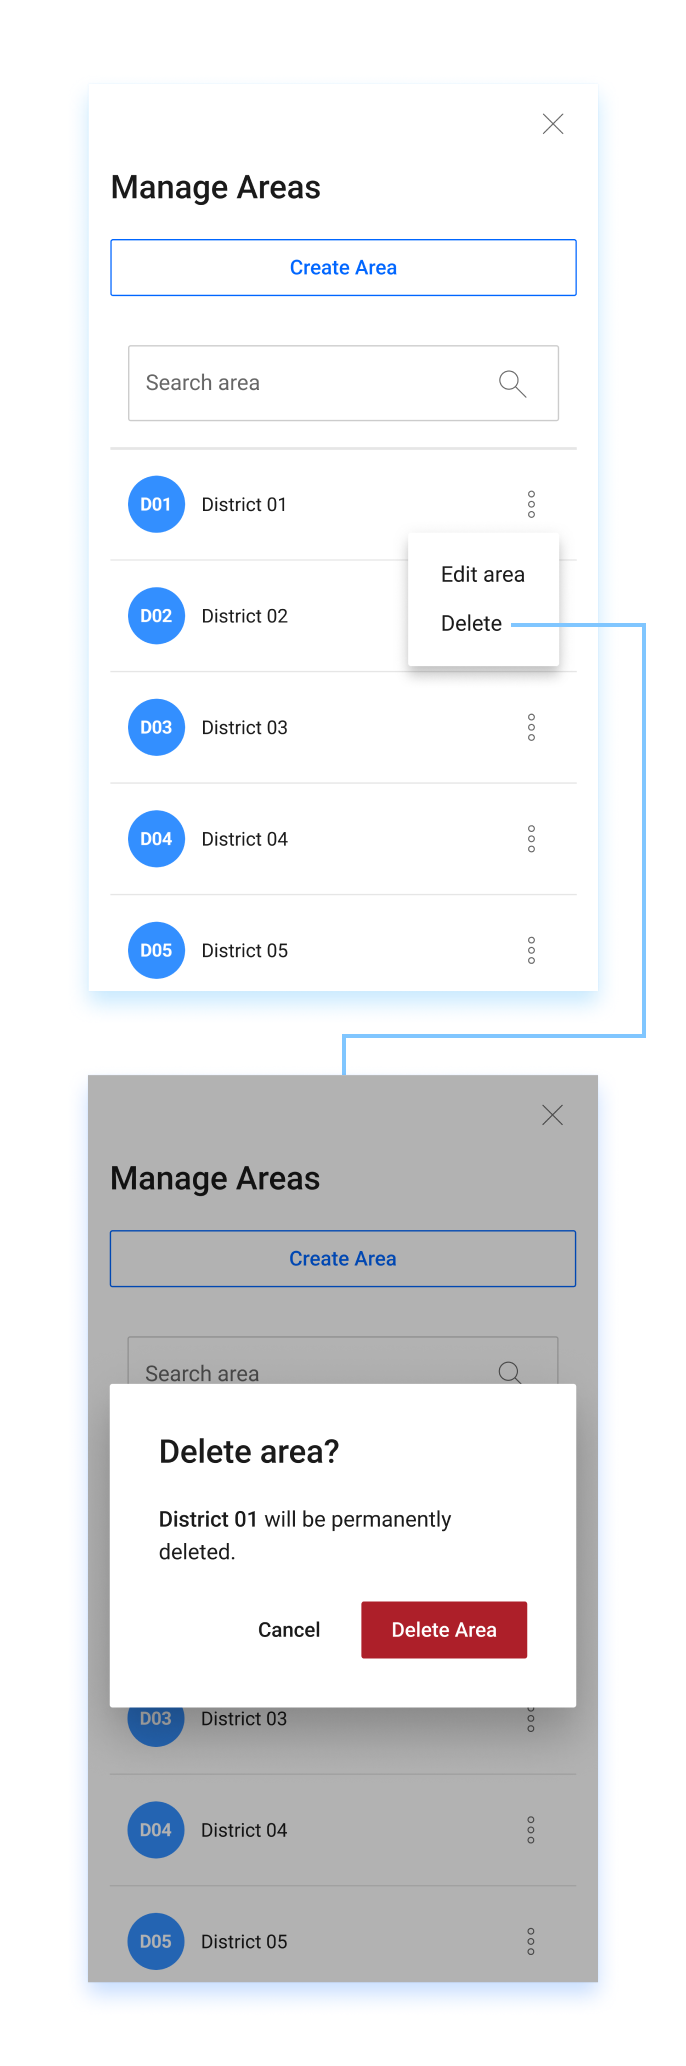 Manage Areas
Create Area
Search area
D01 District 01
Edit area
D02 District 02
Delete
D03 District 03
D04 District 04
D05 District 05
Manage Areas
Create Area
Search area
Delete area?
District 01 will be permanently
deleted.
Cancel Delete Area
D03 District 03
D04 District 04
D05 District 05